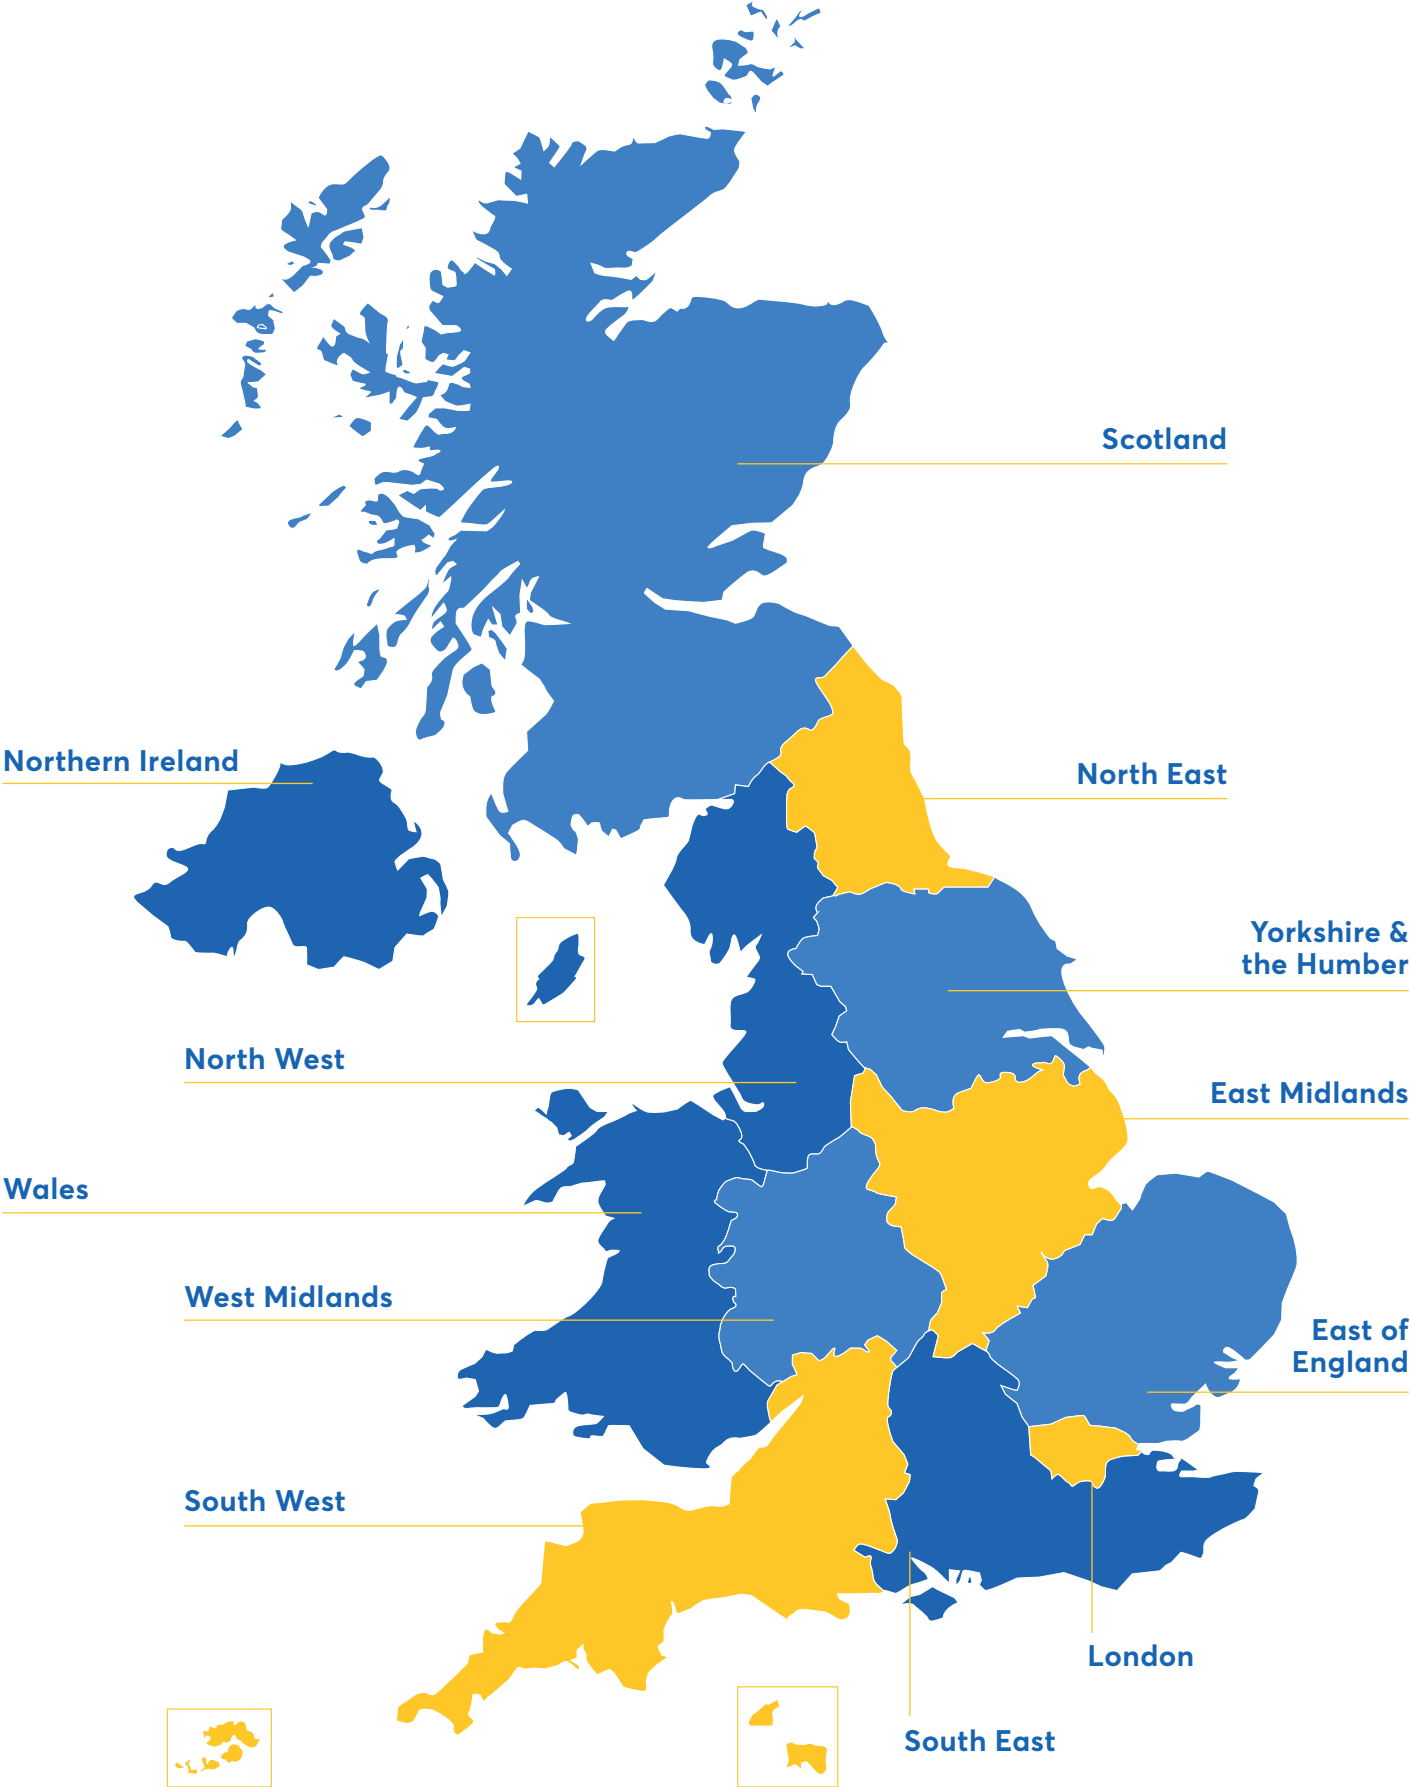 Scotland
Northern Ireland
North East
Yorkshire &
the Humber
North West
East Midlands
Wales
West Midlands
East of
England
South West
London
South East